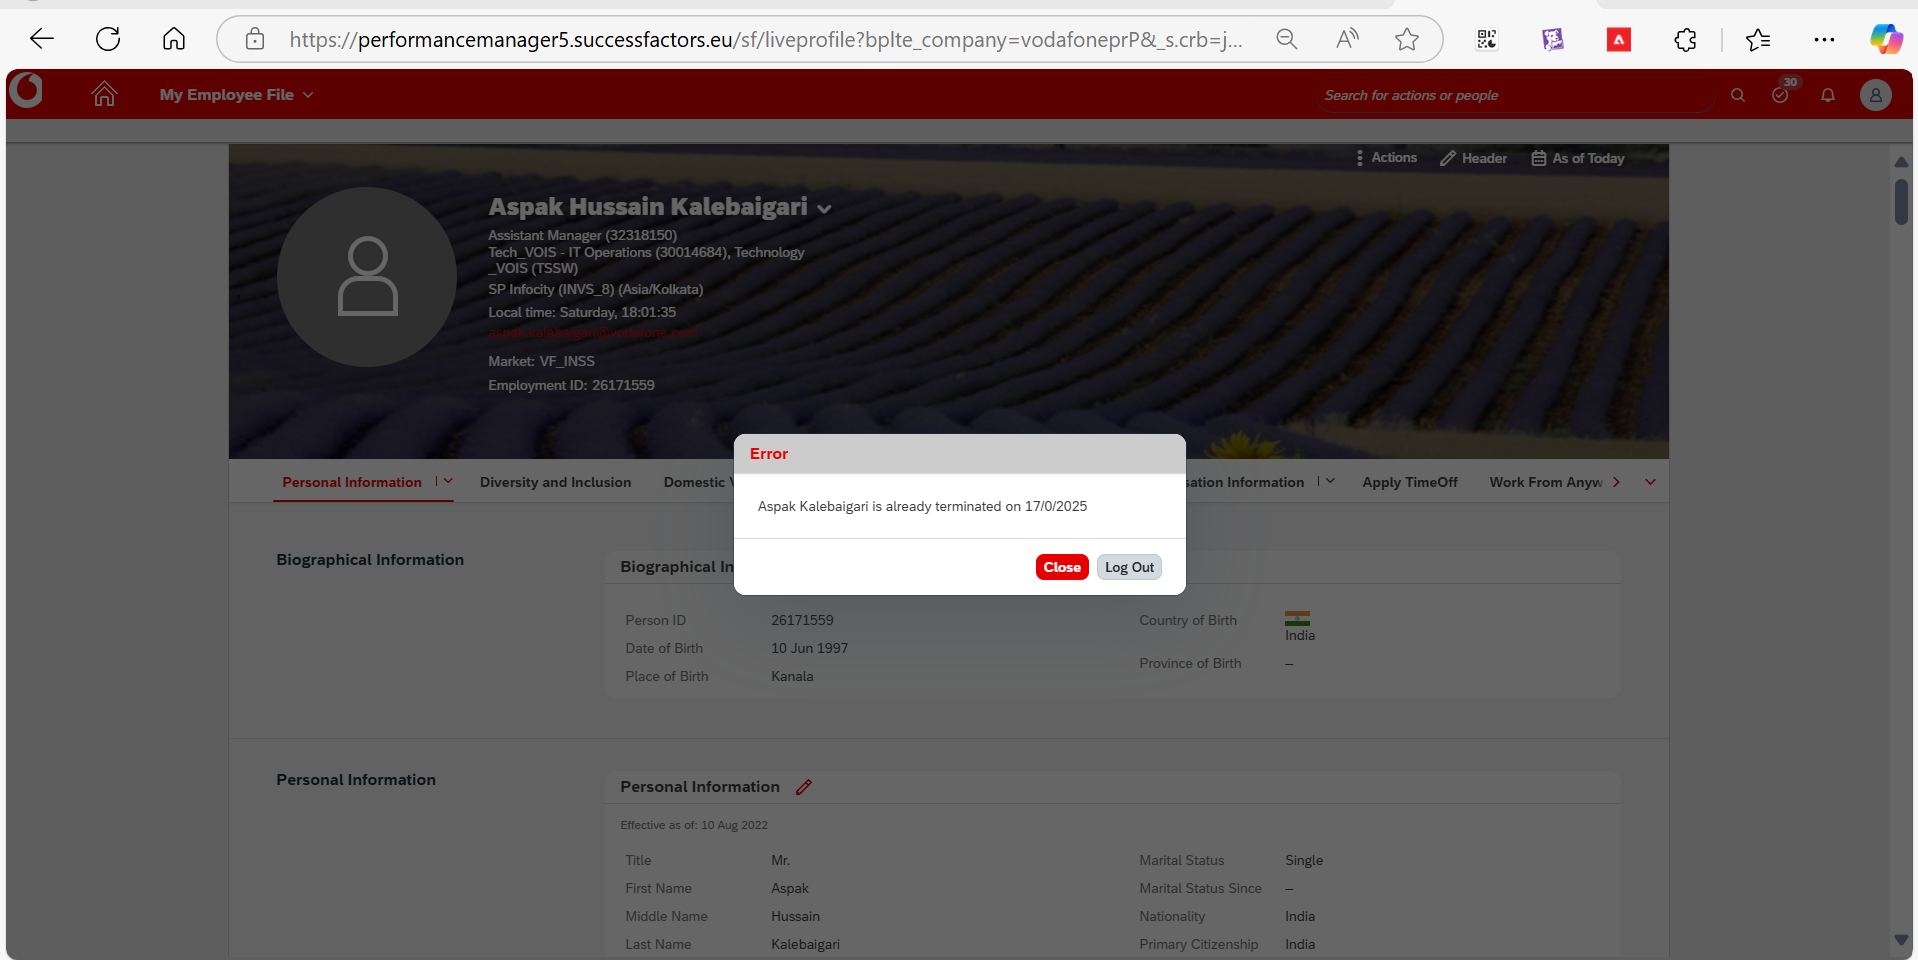 https://performancemanager5.successfactors.eu/sf/liveprofile?bplte_company=vodafoneprP&_s.crb=j...
My Employee File
Search for actions or people
30
Actions
Header
As of Today
Aspak Hussain Kalebaigari
Assistant Manager (32318150)
Tech_VOIS - IT Operations (30014684), Technology
_VOIS (TSSW)
SP Infocity (INVS_8) (Asia/Kolkata)
Local time: Saturday, 18:01:35
aspak.kalebaigari@vodafone.com
Market: VF_INSS
Employment ID: 26171559
Error
Aspak Kalebaigari is already terminated on 17/0/2025
Close
Log Out
Personal Information
Diversity and Inclusion
Domestic
sation Information
Apply TimeOff
Work From Anyw
Biographical Information
Biographical In
Person ID
26171559
Date of Birth
10 Jun 1997
Place of Birth
Kanala
Country of Birth
India
Province of Birth
–
Personal Information
Personal Information
Effective as of: 10 Aug 2022
Title
Mr.
First Name
Aspak
Middle Name
Hussain
Last Name
Kalebaigari
Marital Status
Single
Marital Status Since
–
Nationality
India
Primary Citizenship
India